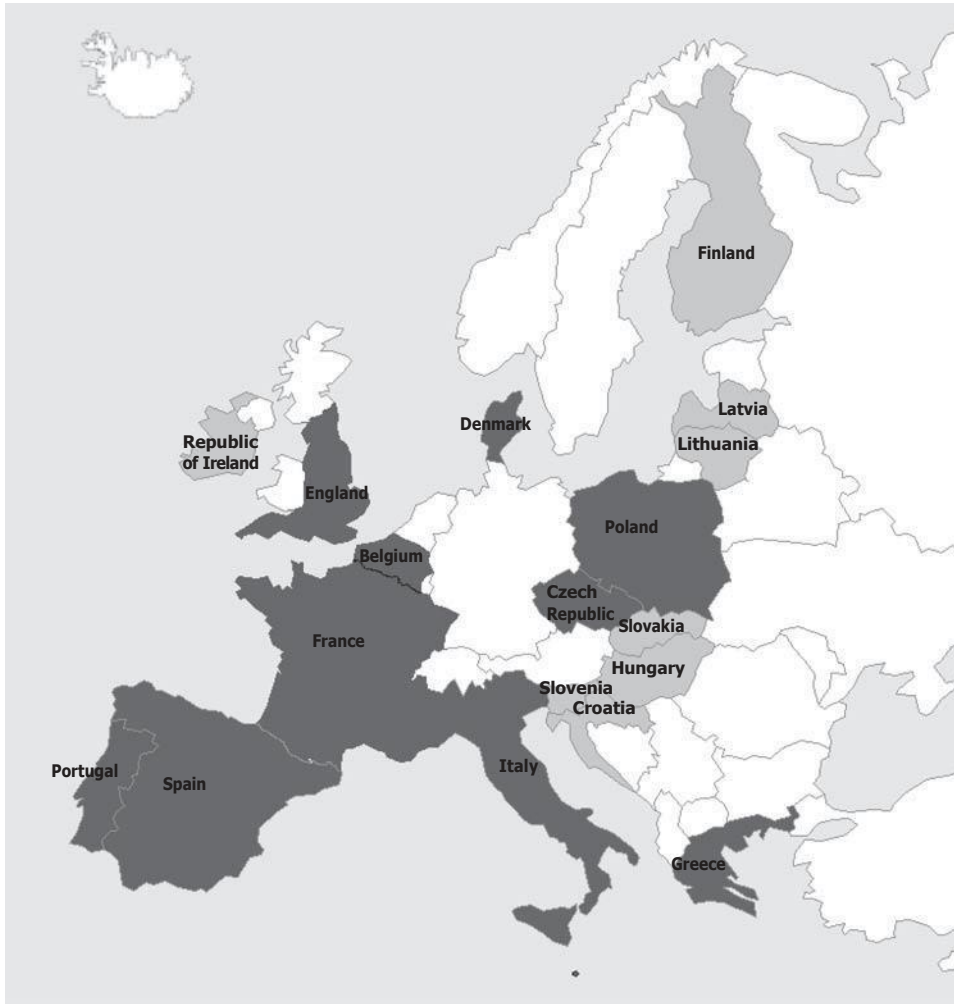 Finland
Latvia
Lithuania
Denmark
Republic
of Ireland
England
Poland
Belgium
Czech
Republic
Slovakia
France
Hungary
Slovenia
Croatia
Italy
Portugal
Spain
Greece